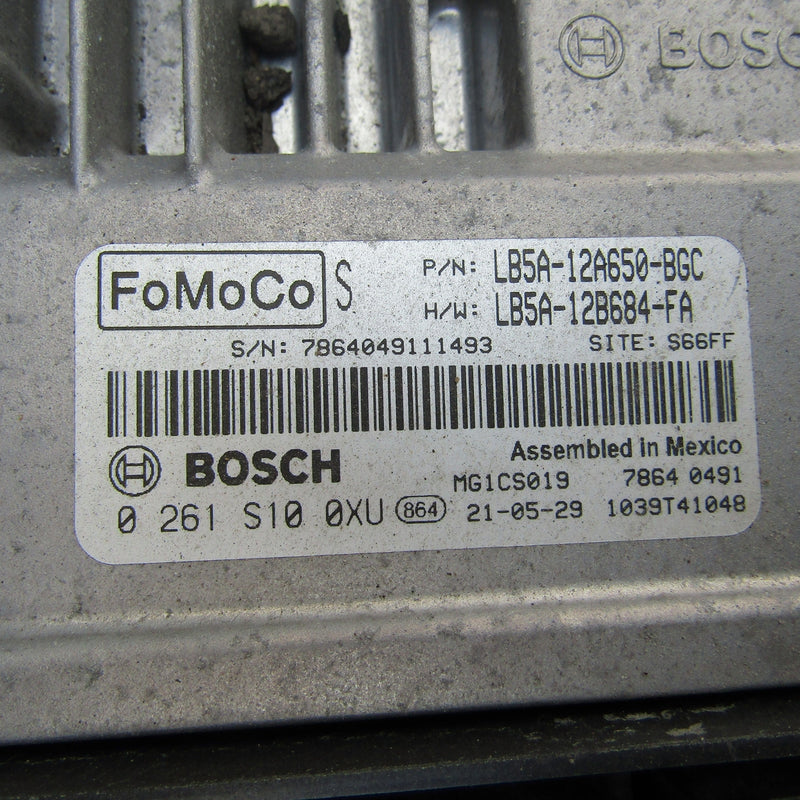 BOSC
FoMoCo S P/N: LB5A-12A650-BGC
H/W: LB5A-12B684-FA
S/N: 7864049111493 SITE: S66FF
BOSCH Assembled in Mexico
MG1CS019 7864 0491
0 261 S10 0XU 864 21-05-29 1039T41048